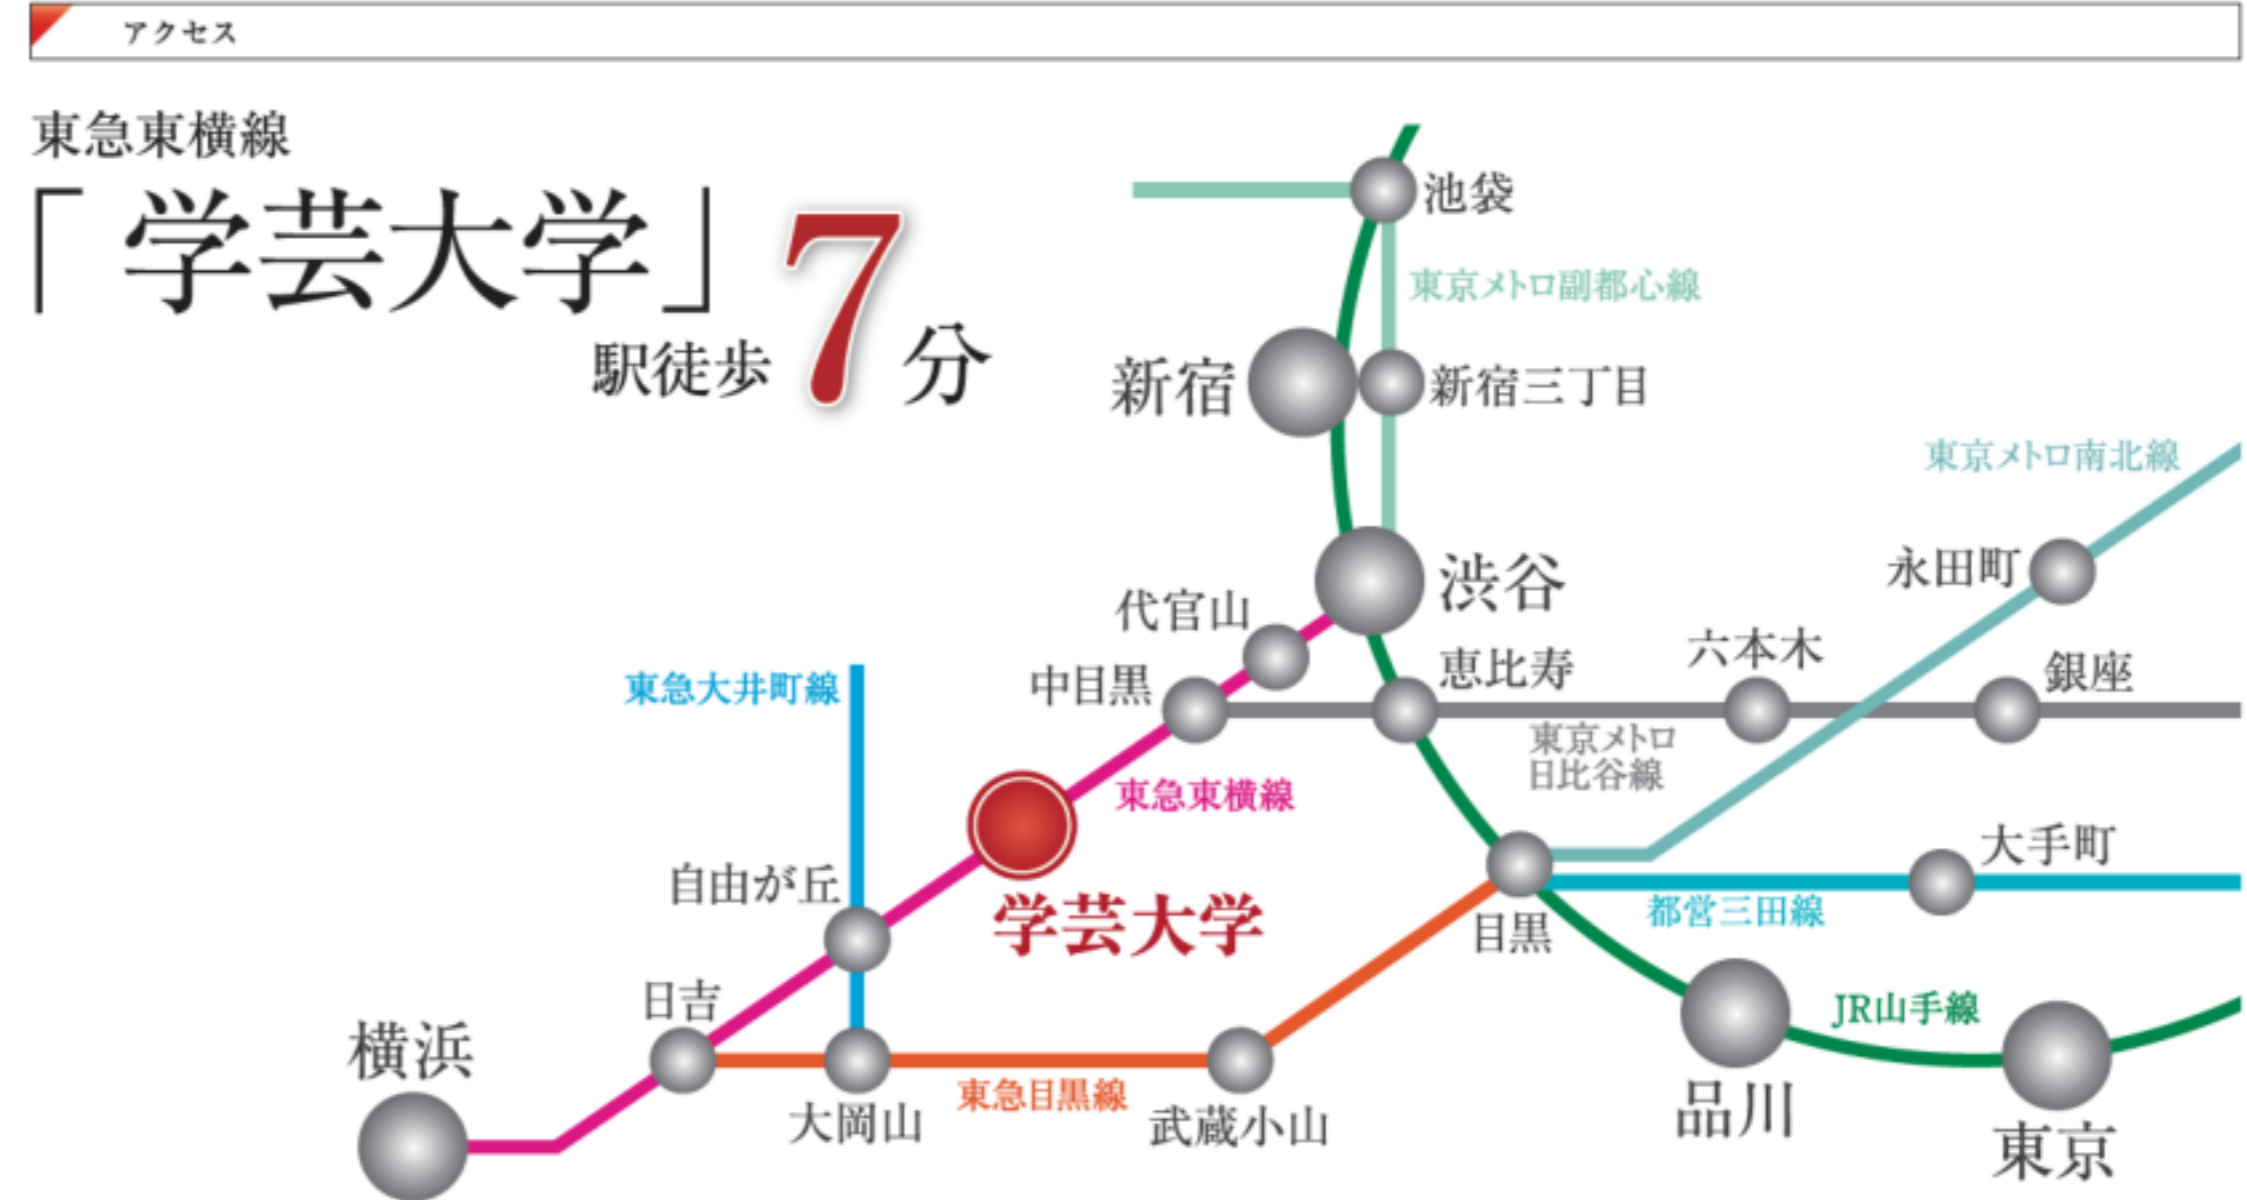 アクセス
東急東横線
「学芸大学」
駅徒歩7分
池袋
東京メトロ副都心線
新宿
新宿三丁目
東京メトロ南北線
渋谷
永田町
代官山
恵比寿
六本木
銀座
中目黒
東急大井町線
東京メトロ
日比谷線
東急東横線
大手町
自由が丘
学芸大学
都営三田線
目黒
日吉
JR山手線
横浜
東急目黒線
大岡山
武蔵小山
品川
東京